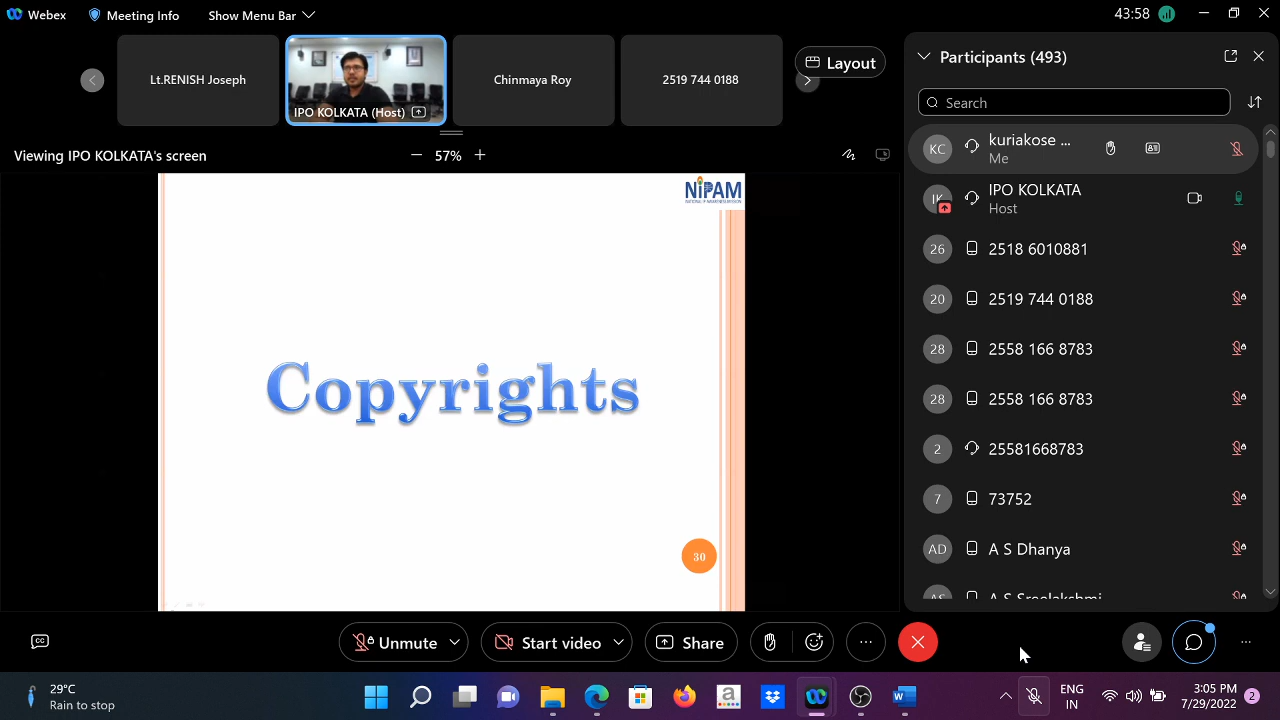 Webex
Meeting Info
Show Menu Bar
43:58
Lt.RENISH Joseph
IPO KOLKATA (Host)
Chinmaya Roy
2519 744 0188
Layout
Viewing IPO KOLKATA's screen
57%
NIPAM
Copyrights
30
Participants (493)
Search
KC
kuriakose ...
Me
IK
IPO KOLKATA
Host
26
2518 6010881
20
2519 744 0188
28
2558 166 8783
28
2558 166 8783
2
25581668783
7
73752
AD
A S Dhanya
AS
A S Sreelakshmi
CC
Unmute
Start video
Share
29°C
Rain to stop
a
W
ENG
IN
3:05 PM
7/29/2022
2